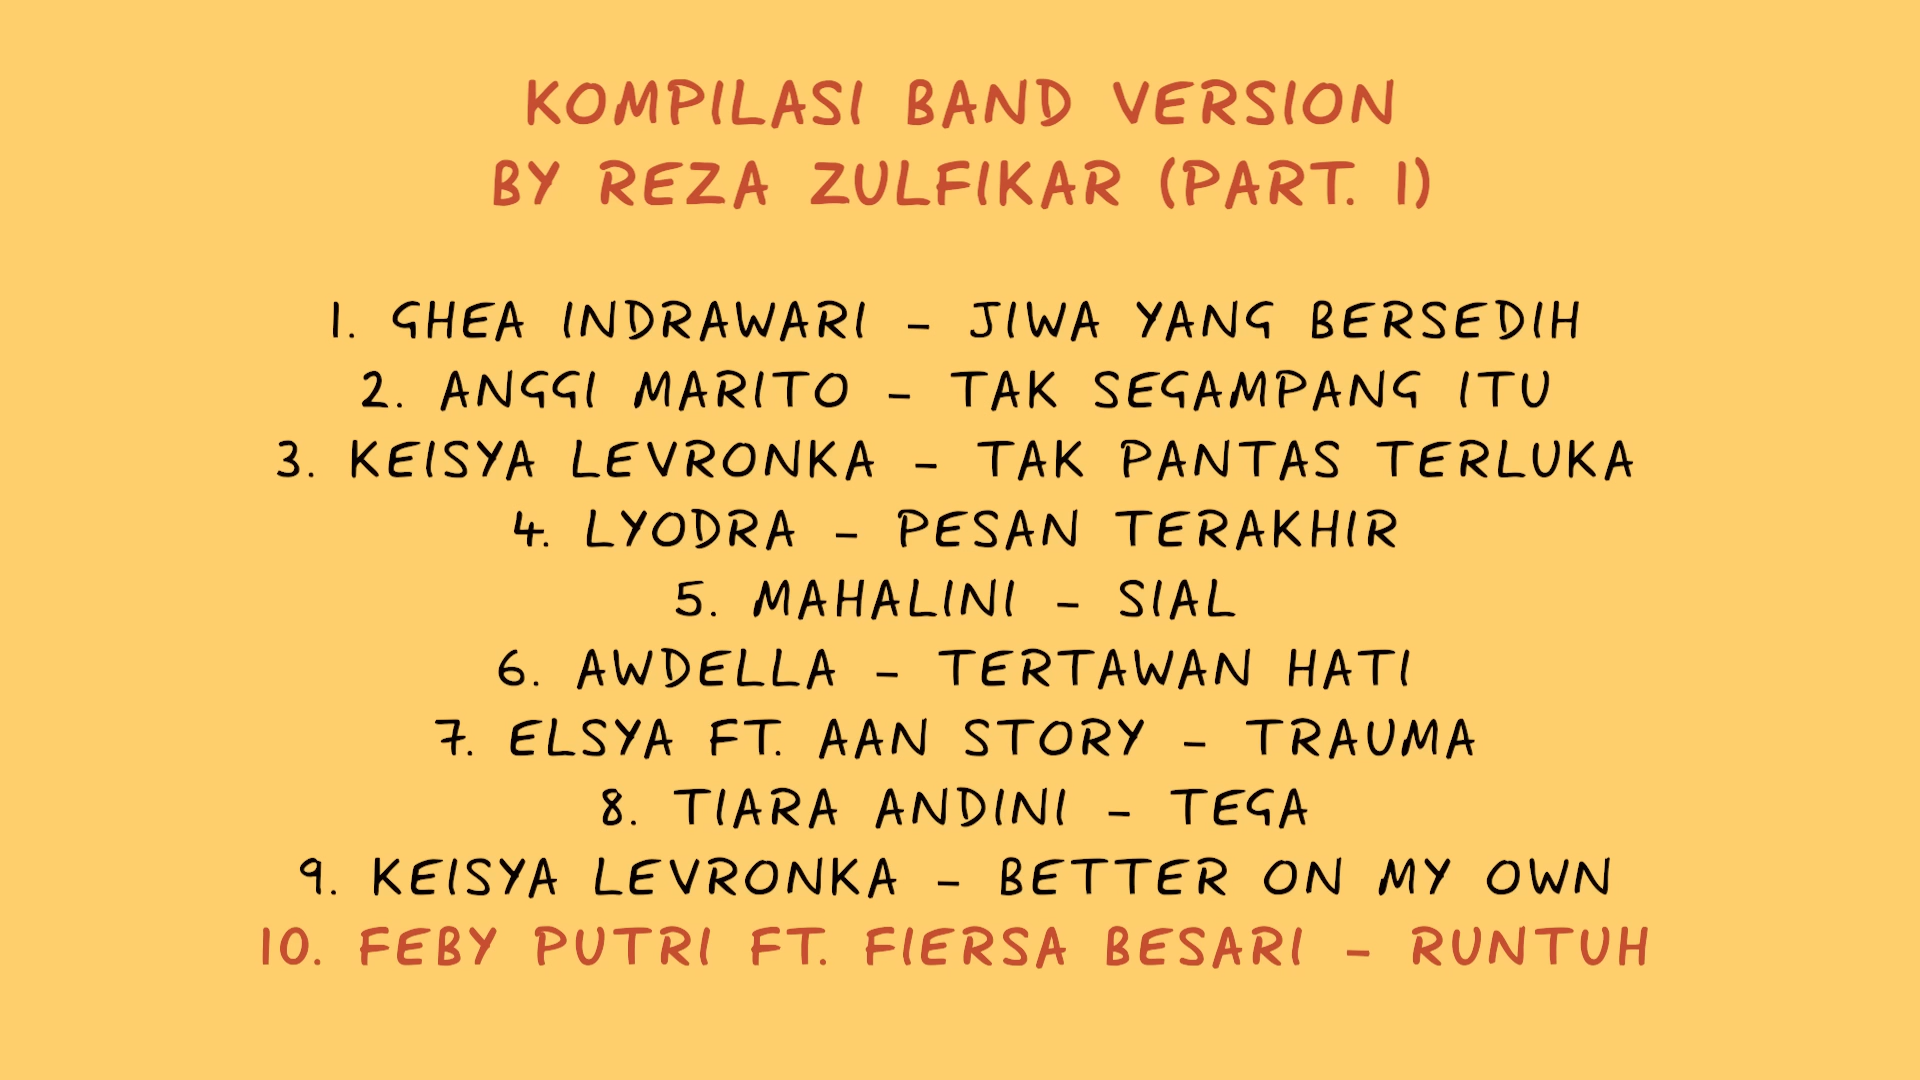 KOMPILASI BAND VERSION
BY REZA ZULFIKAR (PART. 1)
1. GHEA INDRAWARI - JIWA YANG BERSEDIH
2. ANGGI MARITO - TAK SEGAMPANG ITU
3. KEISYA LEVRONKA - TAK PANTAS TERLUKA
4. LYODRA - PESAN TERAKHIR
5. MAHALINI - SIAL
6. AWDELLA - TERTAWAN HATI
7. ELSYA FT. AAN STORY - TRAUMA
8. TIARA ANDINI - TEGA
9. KEISYA LEVRONKA - BETTER ON MY OWN
10. FEBY PUTRI FT. FIERSA BESARI - RUNTUH